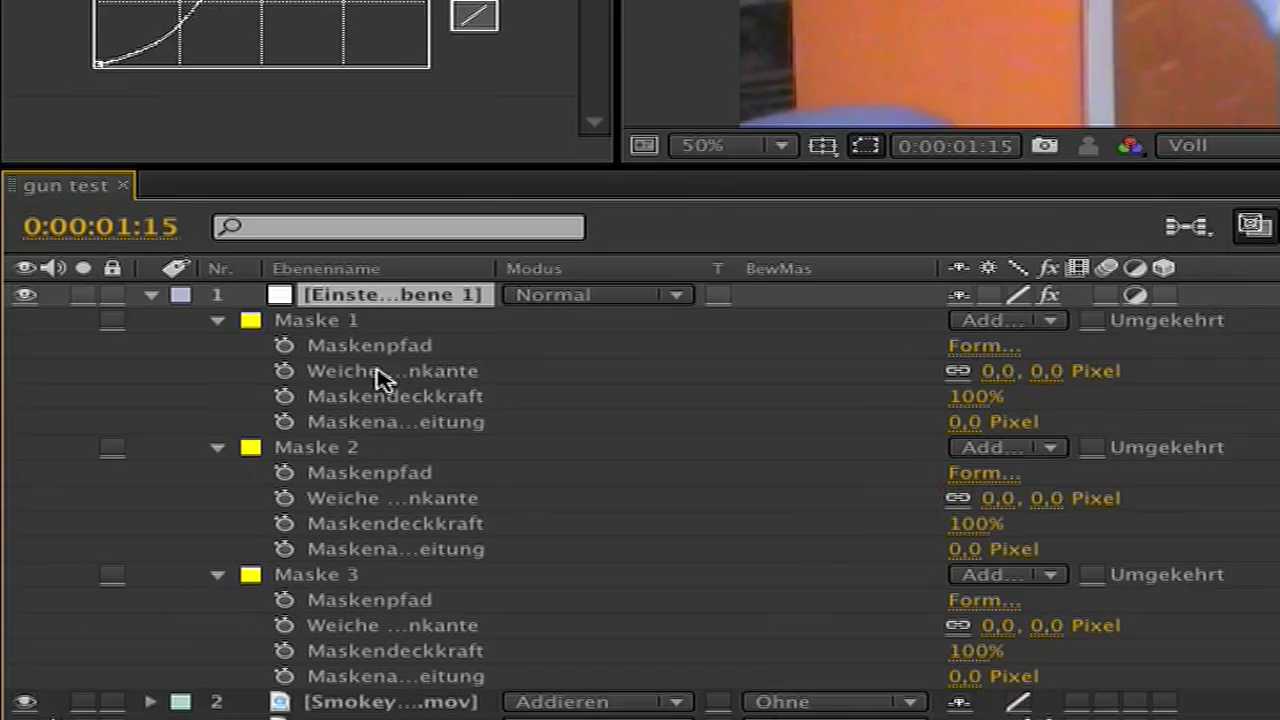 50% 0:00:01:15 Voll
gun test
0:00:01:15
Nr. Ebenenname Modus T BewMas fx
1 [Einste...bene 1] Normal fx
Maske 1 Add... Umgekehrt
Maskenpfad Form...
Weiche ...nkante 0,0, 0,0 Pixel
Maskendeckkraft 100%
Maskena...eitung 0,0 Pixel
Maske 2 Add... Umgekehrt
Maskenpfad Form...
Weiche ...nkante 0,0, 0,0 Pixel
Maskendeckkraft 100%
Maskena...eitung 0,0 Pixel
Maske 3 Add... Umgekehrt
Maskenpfad Form...
Weiche ...nkante 0,0, 0,0 Pixel
Maskendeckkraft 100%
Maskena...eitung 0,0 Pixel
2 [Smokey....mov] Addieren Ohne